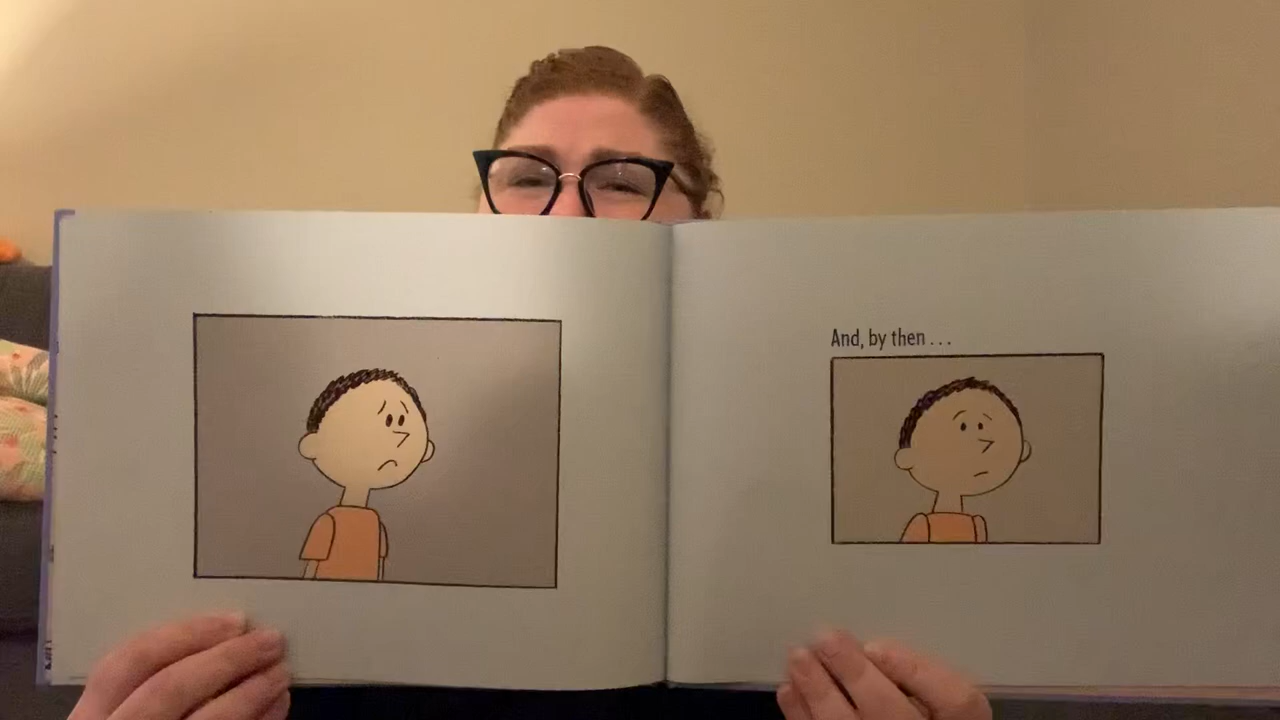 And, by then . . .